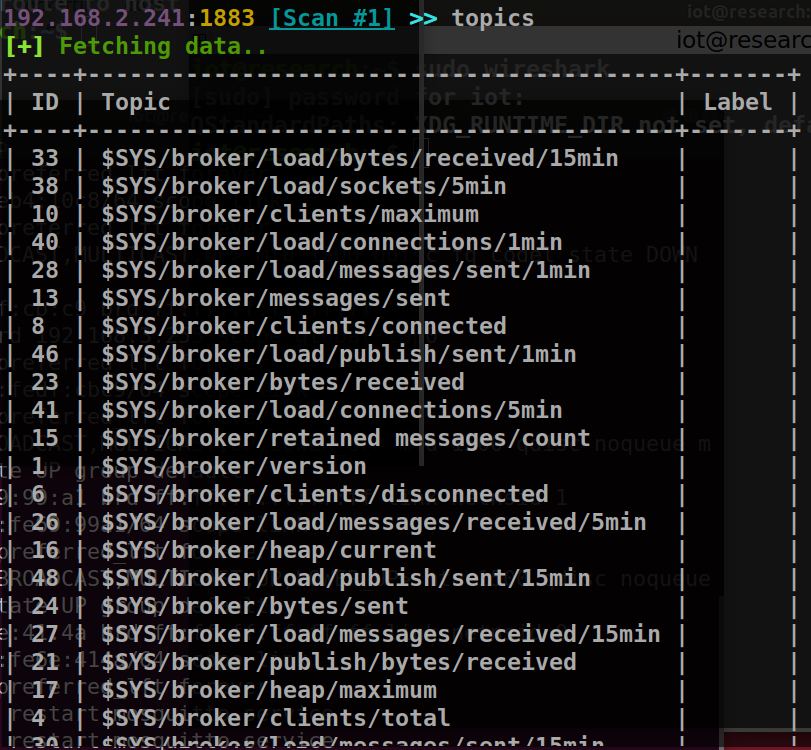 192.168.2.241:1883 [Scan #1] >> topics
iot@research:
[+] Fetching data..
iot@researc
iot@research sudo wireshark
+----+------------------------------------------+-------+
[sudo] password for iot:
| ID | Topic | Label |
QStandardPaths: XDG_RUNTIME_DIR not set, defa
+----+------------------------------------------+-------+
| 33 | $SYS/broker/load/bytes/received/15min | |
| 38 | $SYS/broker/load/sockets/5min | |
| 10 | $SYS/broker/clients/maximum | |
| 40 | $SYS/broker/load/connections/1min | |
state DOWN
| 28 | $SYS/broker/load/messages/sent/1min | |
| 13 | $SYS/broker/messages/sent | |
| 8 | $SYS/broker/clients/connected | |
| 46 | $SYS/broker/load/publish/sent/1min | |
| 23 | $SYS/broker/bytes/received | |
| 41 | $SYS/broker/load/connections/5min | |
| 15 | $SYS/broker/retained messages/count | |
noqueue
| 1 | $SYS/broker/version | |
| 6 | $SYS/broker/clients/disconnected | |
| 26 | $SYS/broker/load/messages/received/5min | |
| 16 | $SYS/broker/heap/current | |
| 48 | $SYS/broker/load/publish/sent/15min | |
noqueue
| 24 | $SYS/broker/bytes/sent | |
| 27 | $SYS/broker/load/messages/received/15min | |
| 21 | $SYS/broker/publish/bytes/received | |
| 17 | $SYS/broker/heap/maximum | |
| 4 | $SYS/broker/clients/total | |
restart mosquitto
| 30 | $SYS/broker/load/messages/sent/15min | |
restart mosquitto.service